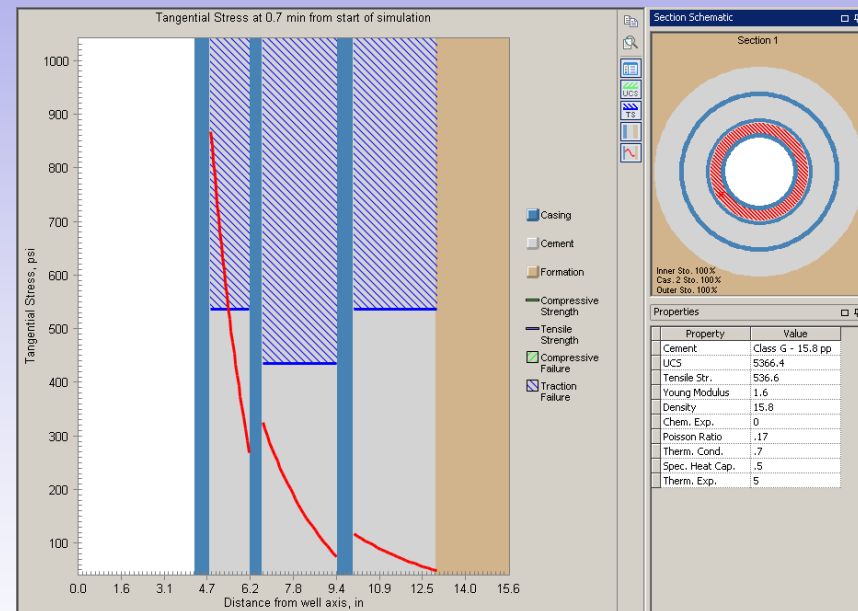 Tangential Stress at 0.7 min from start of simulation
Tangential Stress, psi
1000
900
800
700
600
500
400
300
200
100
0.0 1.6 3.1 4.7 6.2 7.8 9.4 10.9 12.5 14.0 15.6
Distance from well axis, in
Casing
Cement
Formation
Compressive
Strength
Tensile
Strength
Compressive
Failure
Traction
Failure
UCS
TS
Section Schematic
Section 1
Inner Sto. 100%
Cas. 2 Sto. 100%
Outer Sto. 100%
Properties
Property Value
Cement Class G - 15.8 pp
UCS 5366.4
Tensile Str. 536.6
Young Modulus 1.6
Density 15.8
Chem. Exp. 0
Poisson Ratio .17
Therm. Cond. .7
Spec. Heat Cap. .5
Therm. Exp. 5